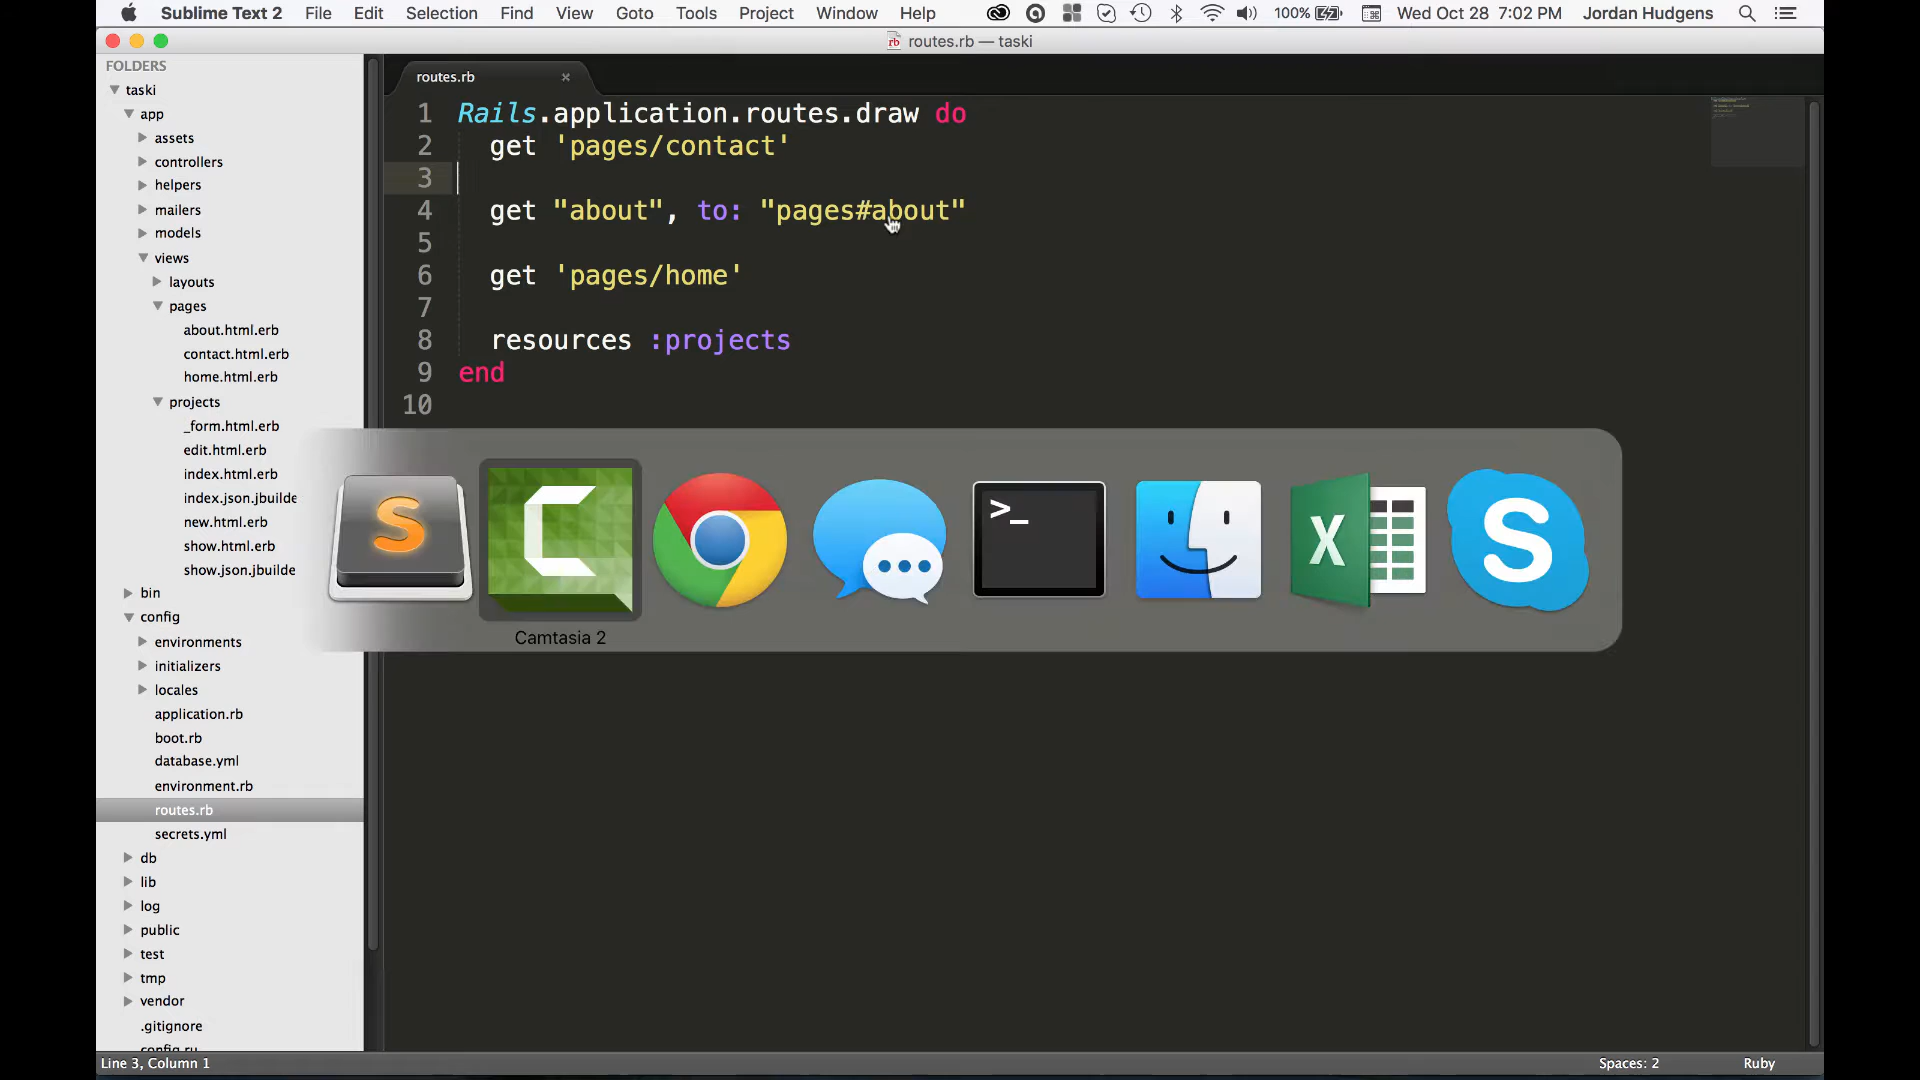 Sublime Text 2 File Edit Selection Find View Goto Tools Project Window Help 100% Wed Oct 28 7:02 PM Jordan Hudgens
routes.rb — taski
FOLDERS
taski
app
assets
controllers
helpers
mailers
models
views
layouts
pages
about.html.erb
contact.html.erb
home.html.erb
projects
_form.html.erb
edit.html.erb
index.html.erb
index.json.jbuilde
new.html.erb
show.html.erb
show.json.jbuilde
bin
config
environments
initializers
locales
application.rb
boot.rb
database.yml
environment.rb
routes.rb
secrets.yml
db
lib
log
public
test
tmp
vendor
.gitignore
config.ru
routes.rb
1 Rails.application.routes.draw do
2 get 'pages/contact'
3
4 get "about", to: "pages#about"
5
6 get 'pages/home'
7
8 resources :projects
9 end
10
Camtasia 2
Line 3, Column 1
Spaces: 2
Ruby